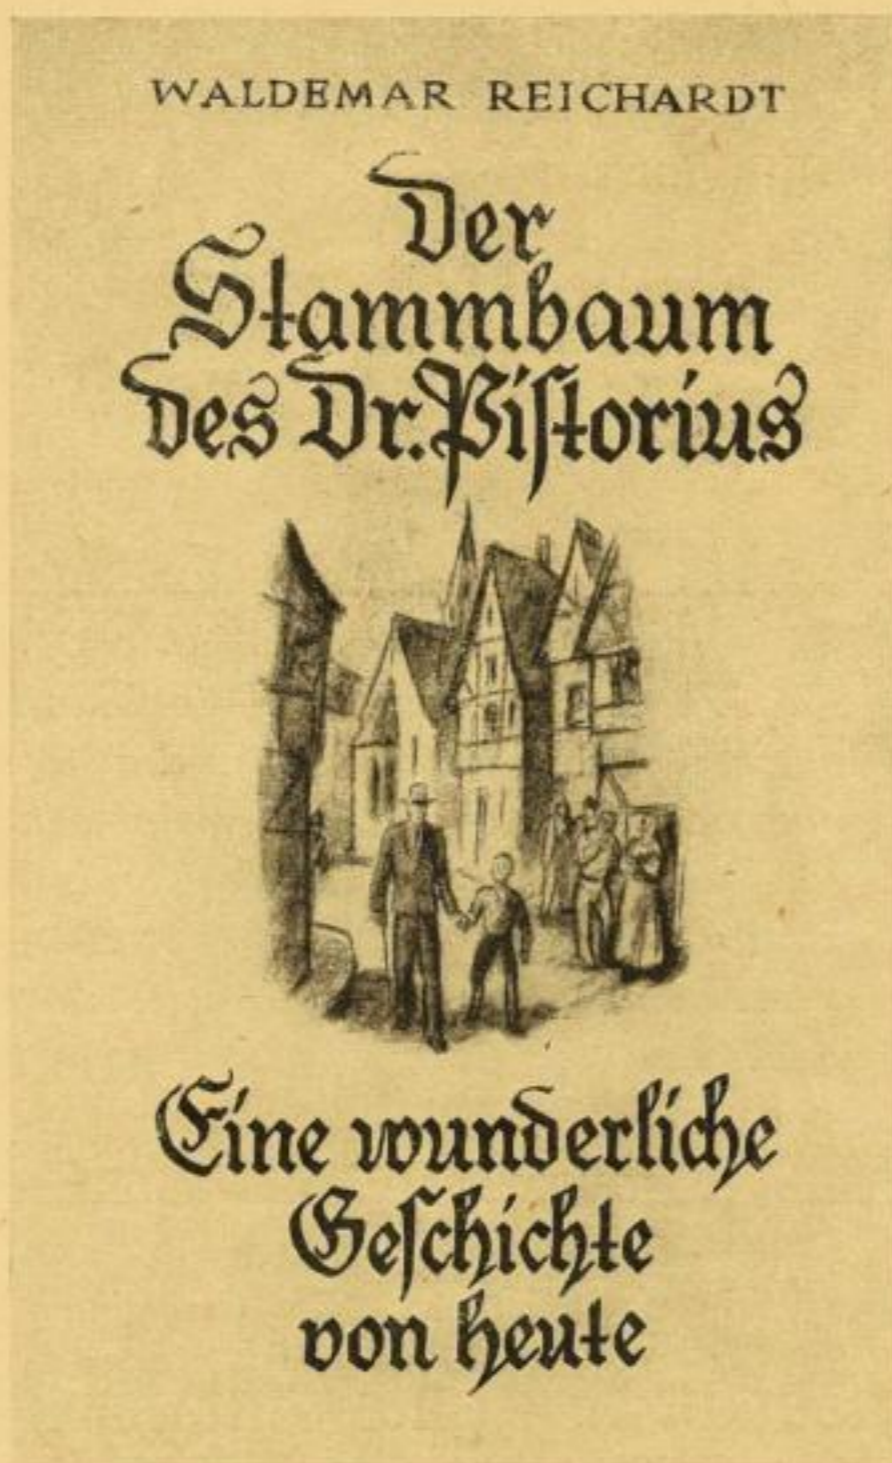 WALDEMAR REICHARDT
Der
Stammbaum
des Dr. Piſtorius
Eine wunderliche
Geſchichte
von heute